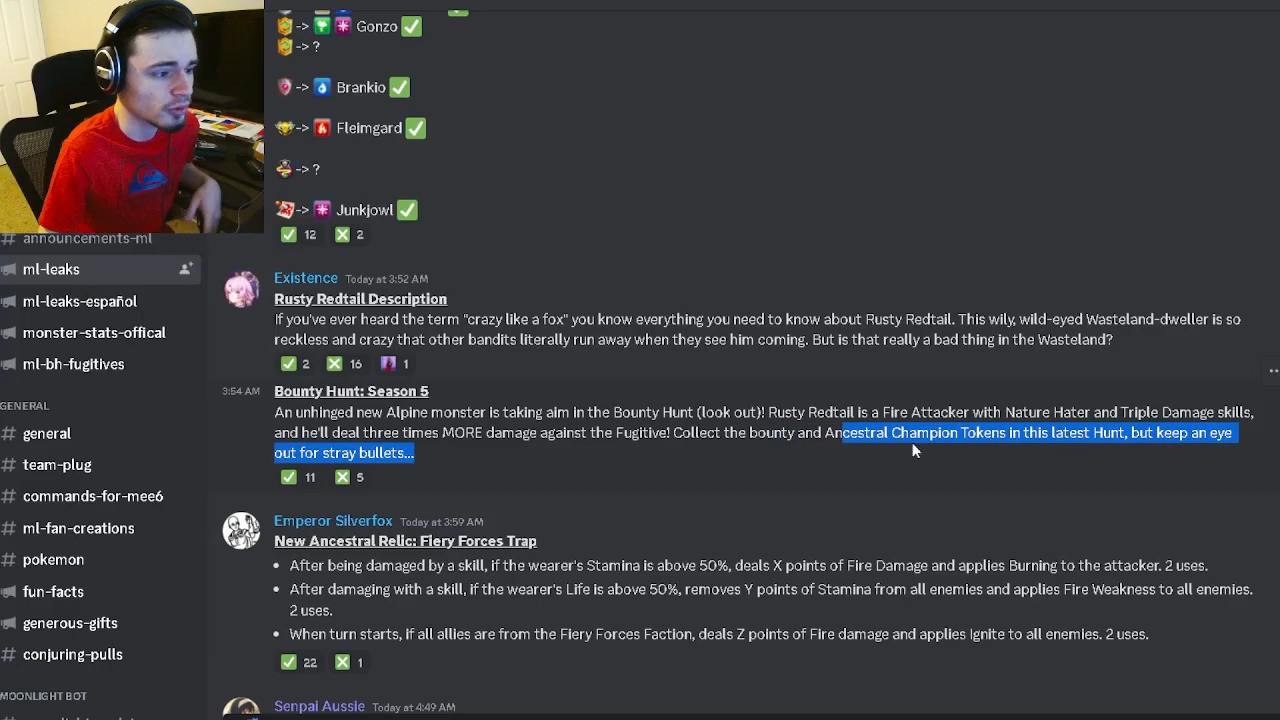 -> Gonzo
-> ?
-> Brankio
-> Fleimgard
-> ?
-> Junkjowl
12 2
# announcements-ml
ml-leaks
ml-leaks-español
monster-stats-offical
ml-bh-fugitives
GENERAL
# general
# team-plug
# commands-for-mee6
# ml-fan-creations
# pokemon
fun-facts
generous-gifts
# conjuring-pulls
MOONLIGHT BOT
Existence Today at 3:52 AM
Rusty Redtail Description
If you've ever heard the term "crazy like a fox" you know everything you need to know about Rusty Redtail. This wily, wild-eyed Wasteland-dweller is so
reckless and crazy that other bandits literally run away when they see him coming. But is that really a bad thing in the Wasteland?
2 16 1
3:54 AM Bounty Hunt: Season 5
An unhinged new Alpine monster is taking aim in the Bounty Hunt (look out)! Rusty Redtail is a Fire Attacker with Nature Hater and Triple Damage skills,
and he'll deal three times MORE damage against the Fugitive! Collect the bounty and Ancestral Champion Tokens in this latest Hunt, but keep an eye
out for stray bullets...
11 5
Emperor Silverfox Today at 3:59 AM
New Ancestral Relic: Fiery Forces Trap
• After being damaged by a skill, if the wearer's Stamina is above 50%, deals X points of Fire Damage and applies Burning to the attacker. 2 uses.
• After damaging with a skill, if the wearer's Life is above 50%, removes Y points of Stamina from all enemies and applies Fire Weakness to all enemies.
2 uses.
• When turn starts, if all allies are from the Fiery Forces Faction, deals Z points of Fire damage and applies Ignite to all enemies. 2 uses.
22 1
Senpai Aussie Today at 4:49 AM